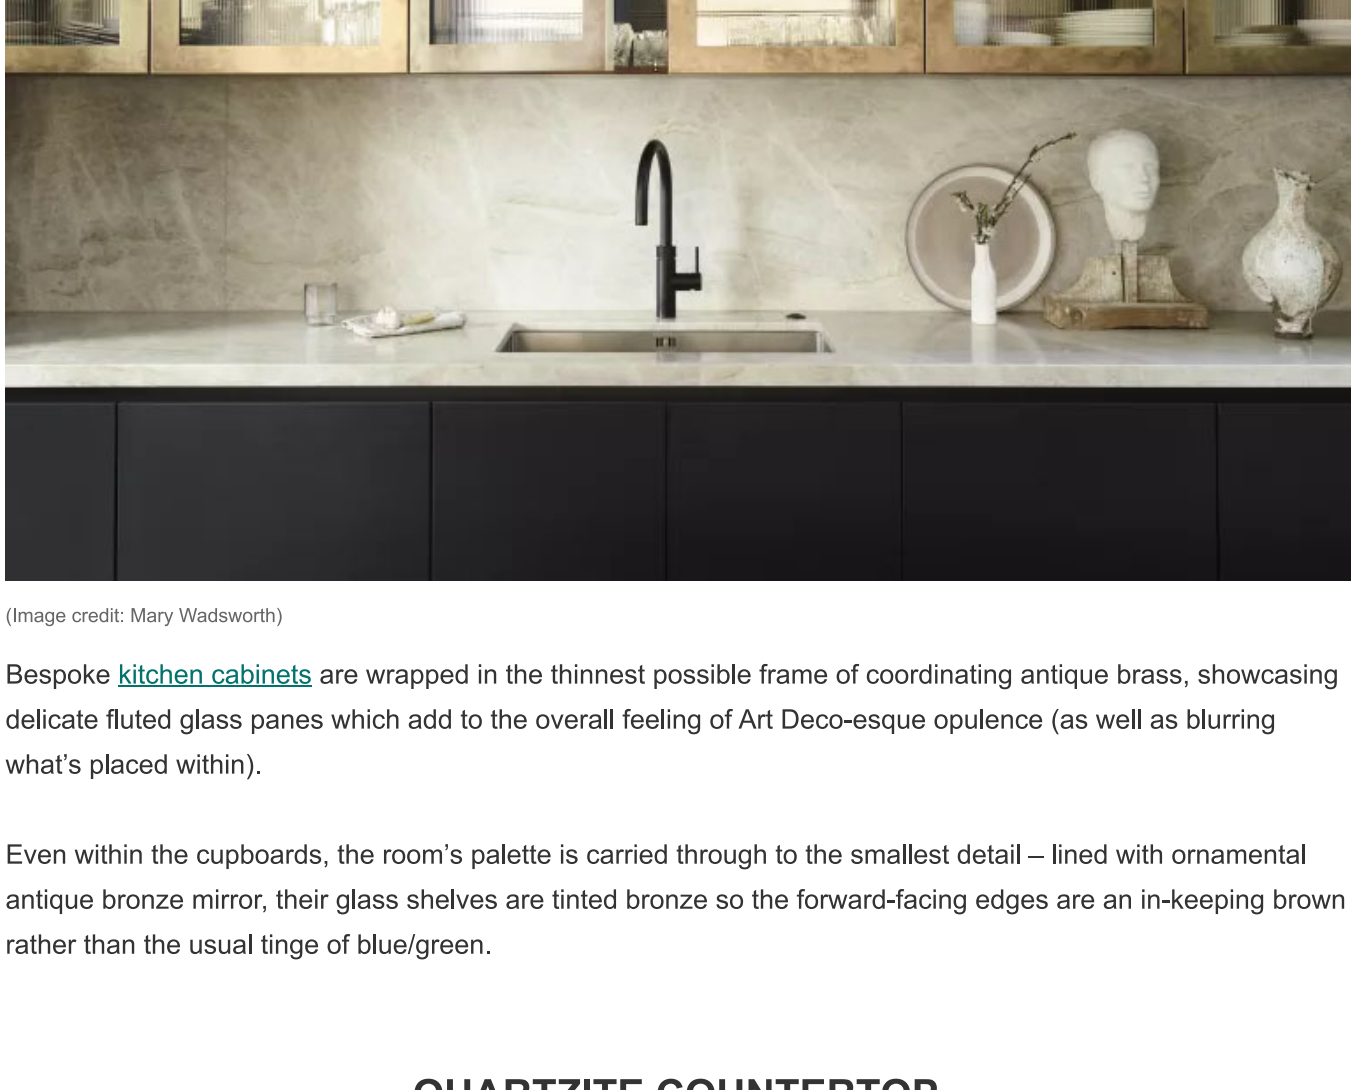 (Image credit: Mary Wadsworth)
Bespoke kitchen cabinets are wrapped in the thinnest possible frame of coordinating antique brass, showcasing
delicate fluted glass panes which add to the overall feeling of Art Deco-esque opulence (as well as blurring
what’s placed within).
Even within the cupboards, the room’s palette is carried through to the smallest detail – lined with ornamental
antique bronze mirror, their glass shelves are tinted bronze so the forward-facing edges are an in-keeping brown
rather than the usual tinge of blue/green.
QUARTZITE COUNTERTOP